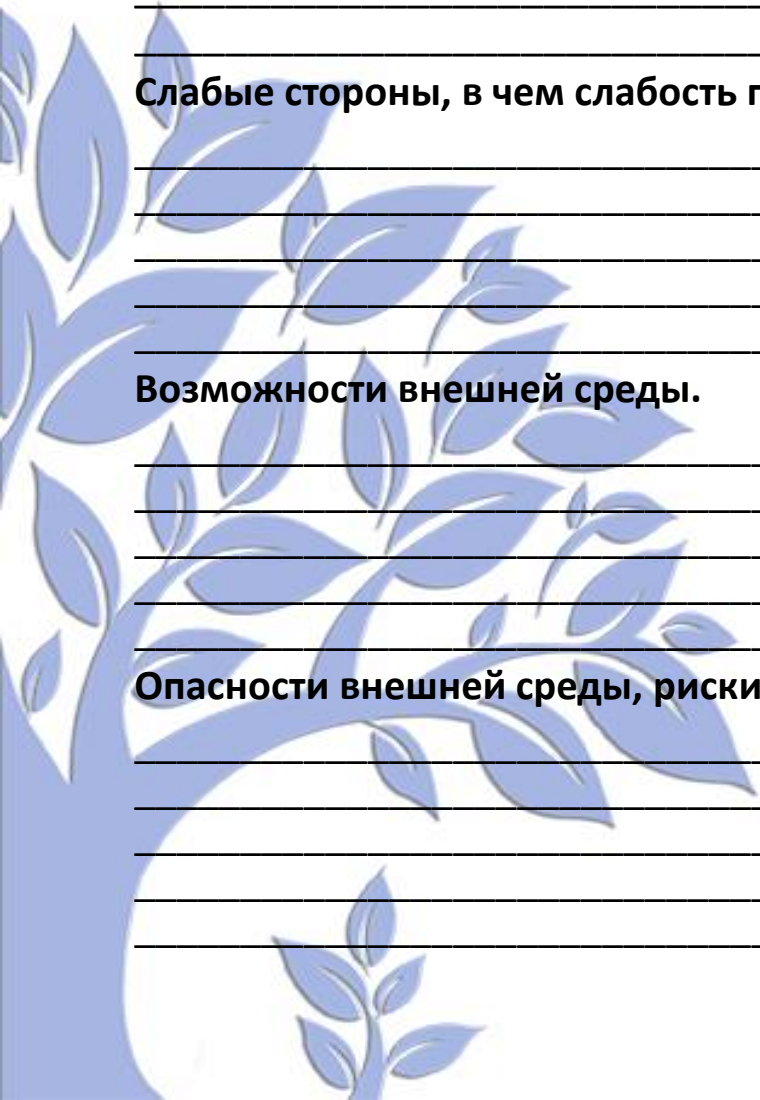 Слабые стороны, в чем слабость
Возможности внешней среды.
Опасности внешней среды, риски